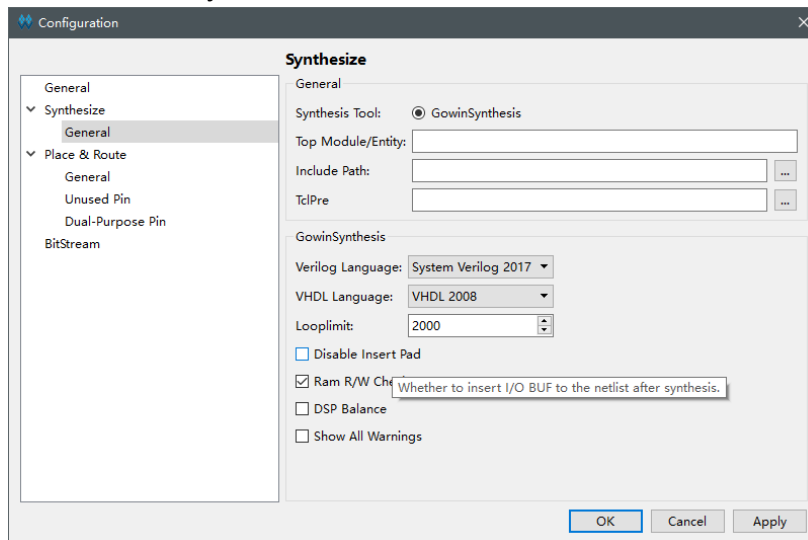 Configuration
General
Synthesize
General
Place & Route
General
Unused Pin
Dual-Purpose Pin
BitStream
Synthesize
General
Synthesis Tool: GowinSynthesis
Top Module/Entity:
Include Path: ...
TclPre ...
GowinSynthesis
Verilog Language: System Verilog 2017
VHDL Language: VHDL 2008
Looplimit: 2000
Disable Insert Pad
Ram R/W
Whether to insert I/O BUF to the netlist after synthesis.
DSP Balance
Show All Warnings
OK Cancel Apply